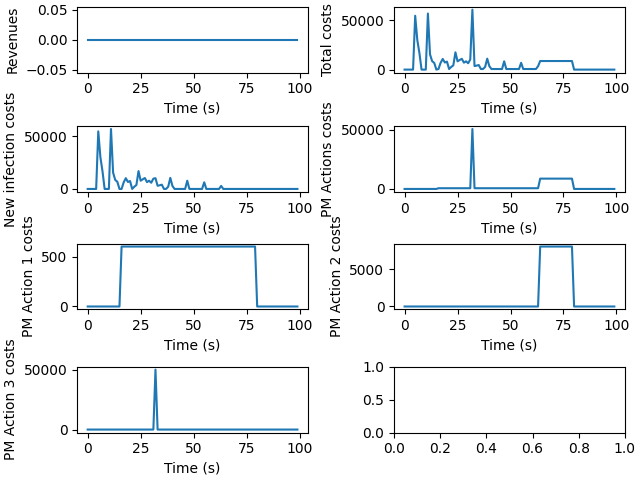 Revenues
0.05
0.00
−0.05
0 25 50 75 100
Time (s)
Total costs
50000
0
0 25 50 75 100
Time (s)
New infection costs
50000
0
0 25 50 75 100
Time (s)
PM Actions costs
50000
0
0 25 50 75 100
Time (s)
PM Action 1 costs
500
0
0 25 50 75 100
Time (s)
PM Action 2 costs
5000
0
0 25 50 75 100
Time (s)
PM Action 3 costs
50000
0
0 25 50 75 100
Time (s)
1.0
0.5
0.0
0.0 0.2 0.4 0.6 0.8 1.0